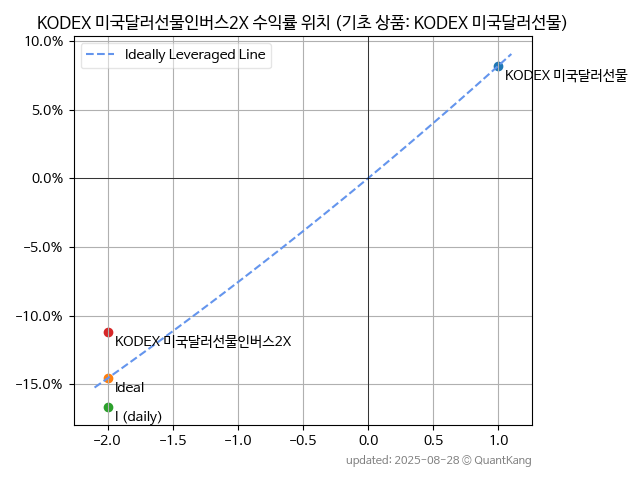 KODEX 미국달러선물인버스2X 수익률 위치 (기초 상품: KODEX 미국달러선물)
10.0%
Ideally Leveraged Line
KODEX 미국달러선물
5.0%
0.0%
−5.0%
−10.0%
KODEX 미국달러선물인버스2X
−15.0%
Ideal
I (daily)
−2.0 −1.5 −1.0 −0.5 0.0 0.5 1.0
updated: 2025-08-28 © QuantKang